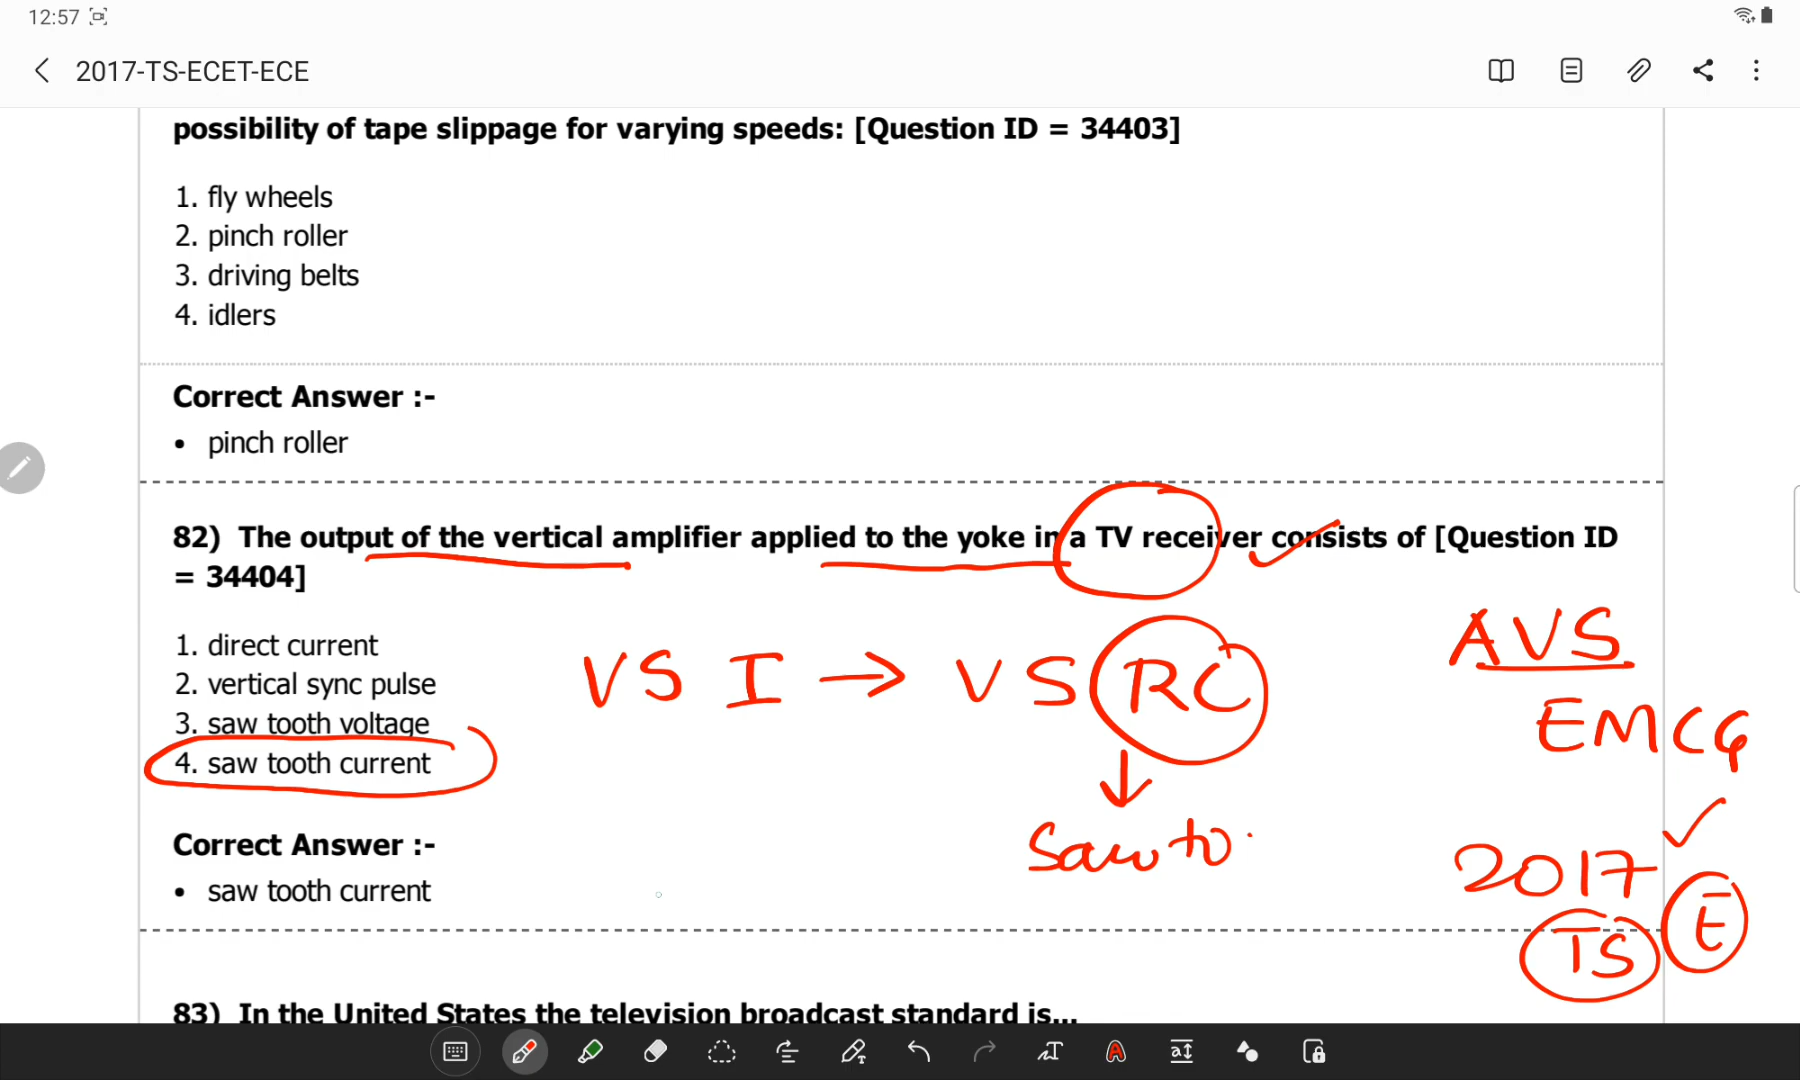 12:57
2017-TS-ECET-ECE
possibility of tape slippage for varying speeds: [Question ID = 34403]
1. fly wheels
2. pinch roller
3. driving belts
4. idlers
Correct Answer :-
• pinch roller
82) The output of the vertical amplifier applied to the yoke in a TV receiver consists of [Question ID
= 34404]
1. direct current
2. vertical sync pulse
3. saw tooth voltage
4. saw tooth current
VS I → VS RC
↓
Saw to
AVS
EMCQ
2017
TS E
Correct Answer :-
• saw tooth current
83) In the United States the television broadcast standard is...